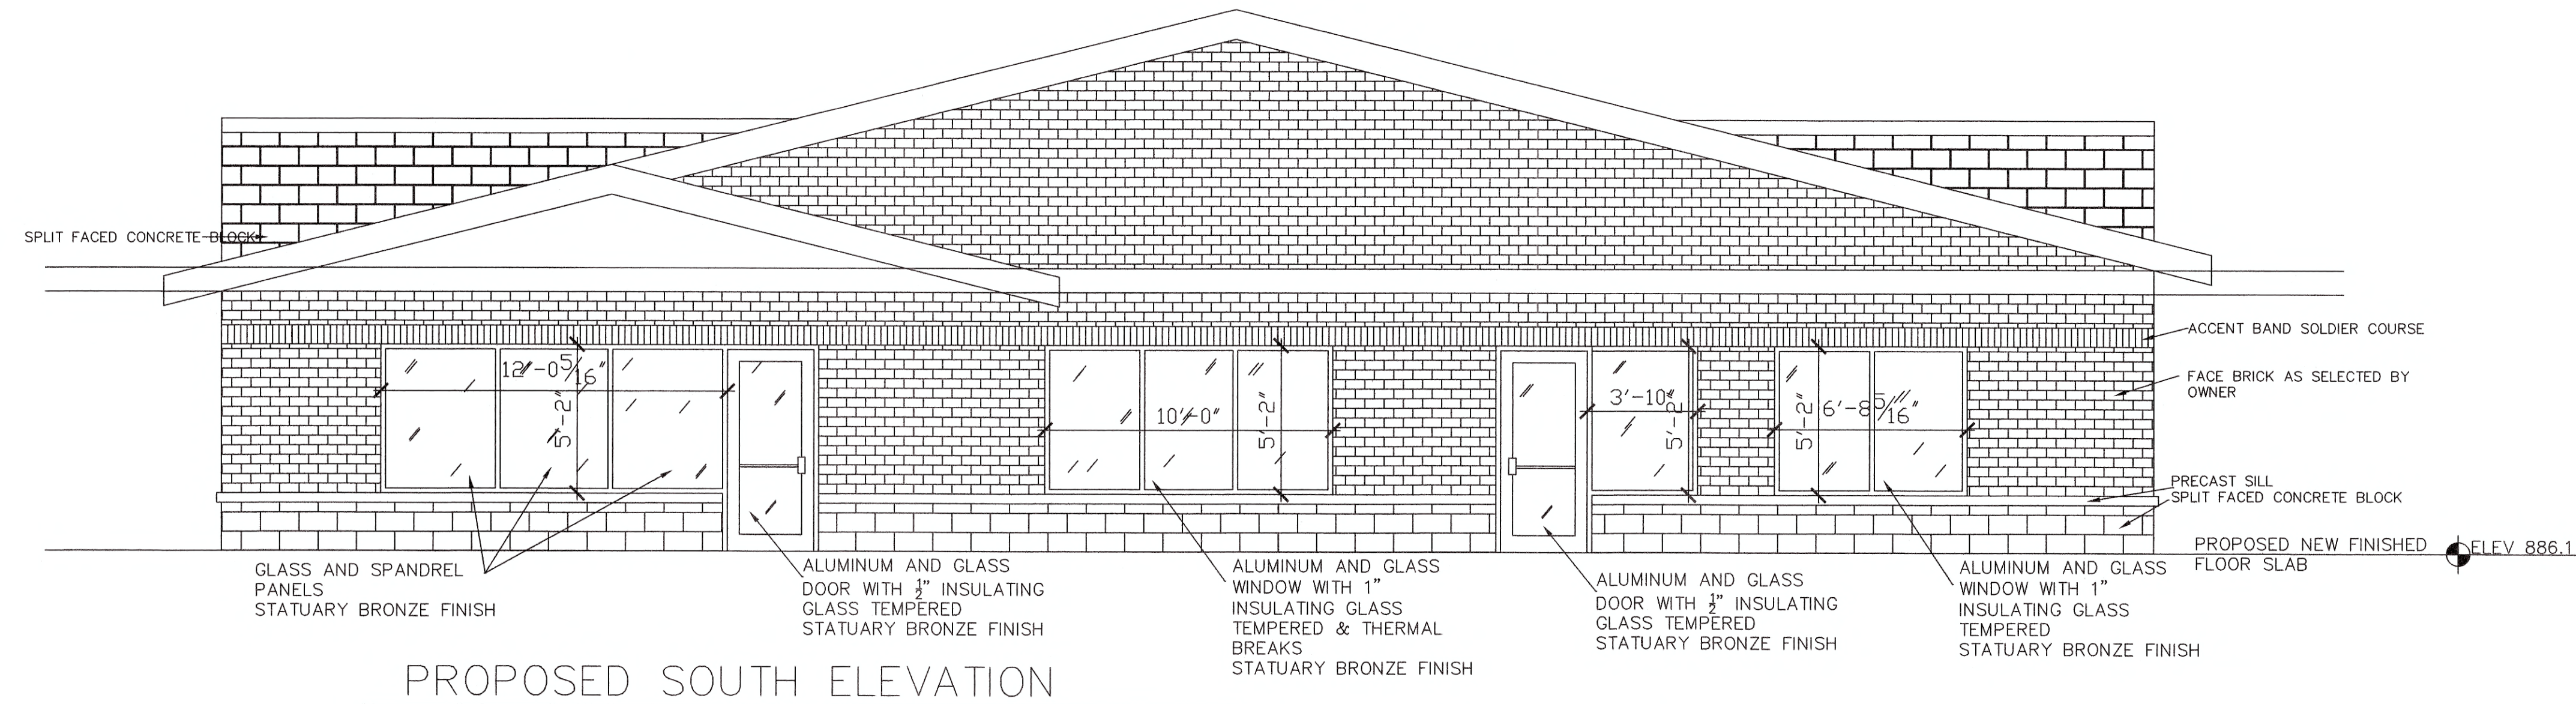 SPLIT FACED CONCRETE BLOCK
ACCENT BAND SOLDIER COURSE
12'-0 5/16"
5'-2"
10'-0"
5'-2"
3'-10"
5'-2"
5'-2"
6'-8 5/16"
FACE BRICK AS SELECTED BY
OWNER
PRECAST SILL
SPLIT FACED CONCRETE BLOCK
PROPOSED NEW FINISHED
FLOOR SLAB
ELEV 886.1
GLASS AND SPANDREL
PANELS
STATUARY BRONZE FINISH
ALUMINUM AND GLASS
DOOR WITH ½" INSULATING
GLASS TEMPERED
STATUARY BRONZE FINISH
ALUMINUM AND GLASS
WINDOW WITH 1"
INSULATING GLASS
TEMPERED & THERMAL
BREAKS
STATUARY BRONZE FINISH
ALUMINUM AND GLASS
DOOR WITH ½" INSULATING
GLASS TEMPERED
STATUARY BRONZE FINISH
ALUMINUM AND GLASS
WINDOW WITH 1"
INSULATING GLASS
TEMPERED
STATUARY BRONZE FINISH
PROPOSED SOUTH ELEVATION